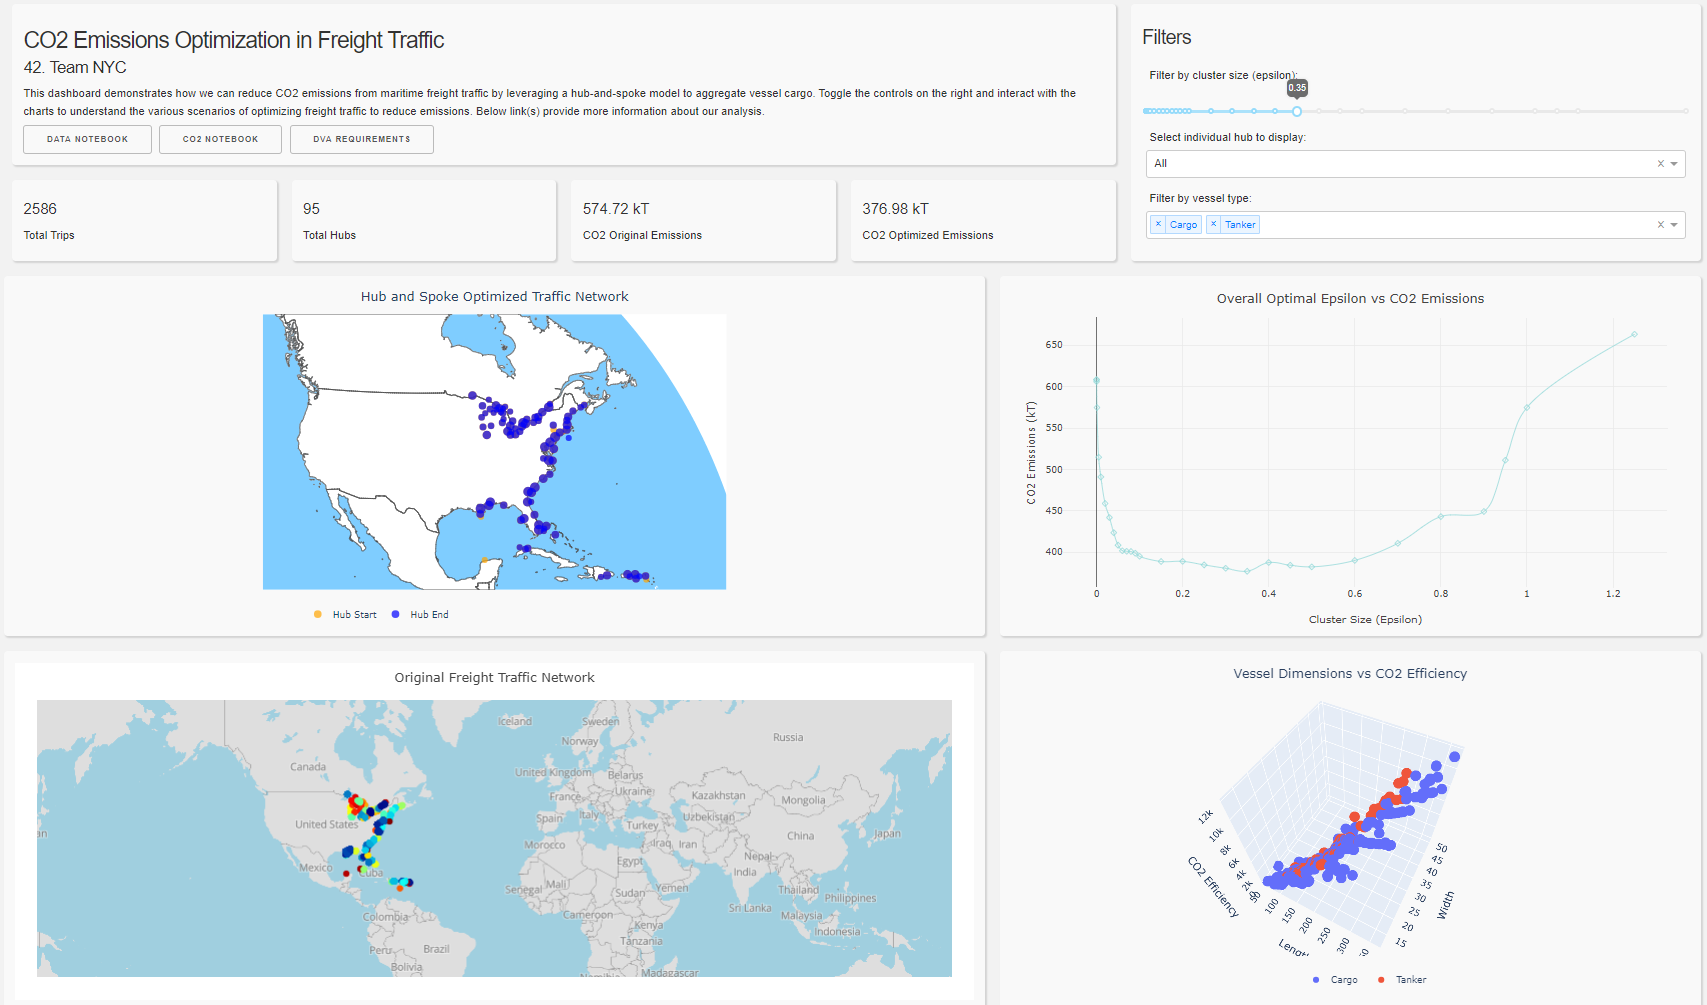 CO2 Emissions Optimization in Freight Traffic
42. Team NYC
This dashboard demonstrates how we can reduce CO2 emissions from maritime freight traffic by leveraging a hub-and-spoke model to aggregate vessel cargo. Toggle the controls on the right and interact with the
charts to understand the various scenarios of optimizing freight traffic to reduce emissions. Below link(s) provide more information about our analysis.
DATA NOTEBOOK
CO2 NOTEBOOK
DVA REQUIREMENTS
Filters
Filter by cluster size (epsilon):
0.35
Select individual hub to display:
All
Filter by vessel type:
× Cargo × Tanker
2586
Total Trips
95
Total Hubs
574.72 kT
CO2 Original Emissions
376.98 kT
CO2 Optimized Emissions
Hub and Spoke Optimized Traffic Network
Hub Start
Hub End
Overall Optimal Epsilon vs CO2 Emissions
CO2 Emissions (kT)
650
600
550
500
450
400
0 0.2 0.4 0.6 0.8 1 1.2
Cluster Size (Epsilon)
Original Freight Traffic Network
Iceland
Sweden
Russia
Norway
Canada
United Kingdom
Belarus
France
Ukraine
Kazakhstan
Mongolia
Spain
Italy
Uzbekistan
United States
Turkey
China
Japan
an
Morocco
Iraq
Iran
Egypt
Nepal
Mexico
Cuba
India
Senegal
Mali
Sudan
Yemen
Thailand
Philippines
Sri Lanka
Malaysia
Colombia
Cameroon
Kenya
Indonesia
Peru
Brazil
Tanzania
Bolivia
Madagascar
Vessel Dimensions vs CO2 Efficiency
12k
10k
8k
6k
4k
2k
CO2 Efficiency
50
100
150
200
250
300
Lengt
50
45
40
35
30
25
20
15
Width
Cargo
Tanker